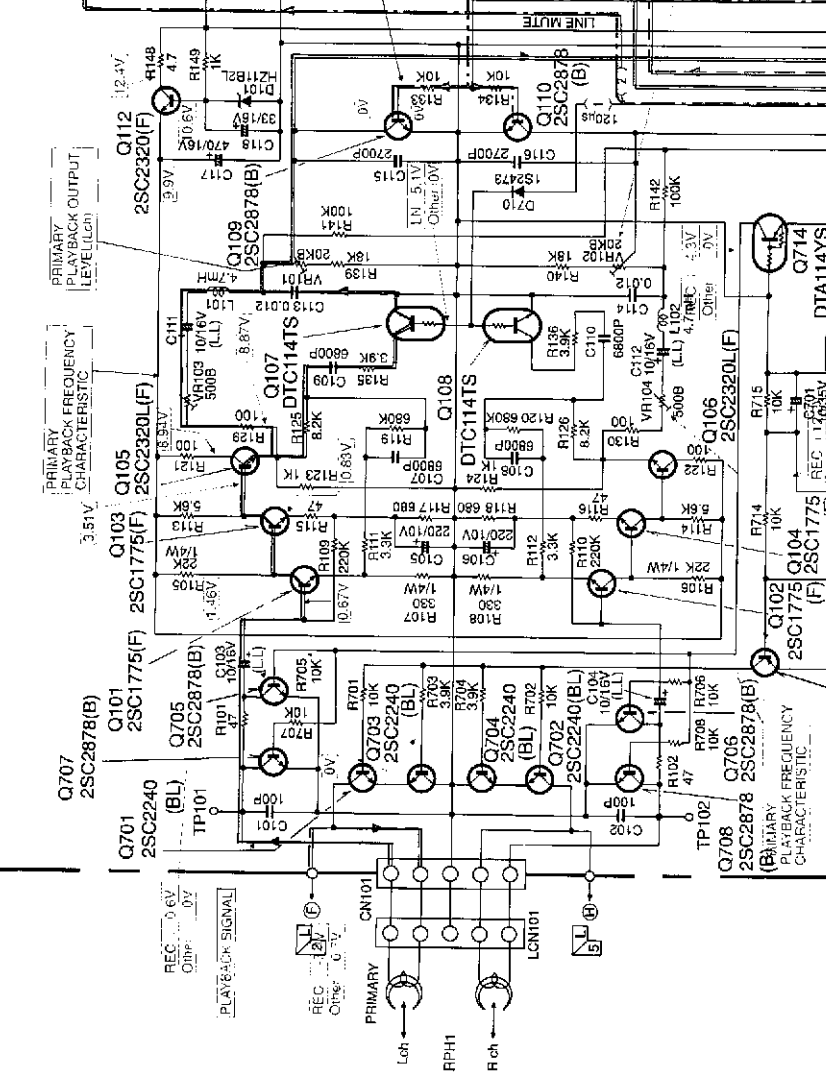 LINE MUTE
R148
4.7
12.4V
R149
1K
D101
HZ11B2L
Q112
2SC2320(F)
10.6V
33/16V
C118
470/16V
C117
9.9V
0V
10K
R133
10K
R134
0V
Q110
2SC2878
(B)
120µs
1
2
2700P
C115
2700P
C116
1S2473
D710
LN 5.1V
Other 0V
R142
100K
PRIMARY
PLAYBACK OUTPUT
LEVEL(Lch)
Q109
2SC2878(B)
100K
R141
20KB
VR101
18K
R139
18K
R140
VR102
20KB
4.7mH
L101
C113 0.012
0.012
C114
L102
4.7mH
REC 4.3V
Other 0V
Q714
DTA114YS
PRIMARY
PLAYBACK FREQUENCY
CHARACTERISTIC
C111
10/16V
(L.L)
8.87V
VR103
500B
Q107
DTC114TS
6800P
C109
3.9K
R135
Q108
DTC114TS
R136
3.9K
C110
6800P
C112
10/16V
(L.L)
VR104
500B
Q106
2SC2320L(F)
R715
10K
C701
Q105
2SC2320L(F)
8.94V
100
R121
100
R129
R125
8.2K
680K
R119
6800P
C107
R120 680K
6800P
C108
R126
8.2K
100
R130
100
R122
3.51V
Q103
2SC1775(F)
5.6K
R113
47
R115
R123 1K
0.83V
1K
R124
R117 680
R118 680
47
R116
5.6K
R114
R714
10K
Q104
2SC1775
(F)
1/4W
22K
R105
1.46V
R109
220K
R111
3.3K
220/10V
C105
220/10V
C106
R112
3.3K
R110
220K
22K 1/4W
R106
0.67V
1/4W
330
R107
1/4W
330
R108
Q102
2SC1775
(F)
Q101
2SC1775(F)
C103
10/16V
(L.L)
Q705
2SC2878(B)
R101
47
R705
10K
10K
R707
R701
10K
R703
3.9K
R704
3.9K
R702
10K
C104
10/16V
(L.L)
R706
10K
R708
10K
R102
47
Q707
2SC2878(B)
0V
Q703
2SC2240
(BL)
Q704
2SC2240
(BL)
Q702
2SC2240(BL)
Q706
2SC2878(B)
Q701
2SC2240
(BL)
TP101
100P
C101
100P
C102
TP102
Q708
2SC2878
(B)
PRIMARY
PLAYBACK FREQUENCY
CHARACTERISTIC
REC 0.6V
Other 0V
PLAYBACK SIGNAL
REC
Other
L
2
F
CN101
LCN101
L
5
H
PRIMARY
Lch
RPH1
R ch